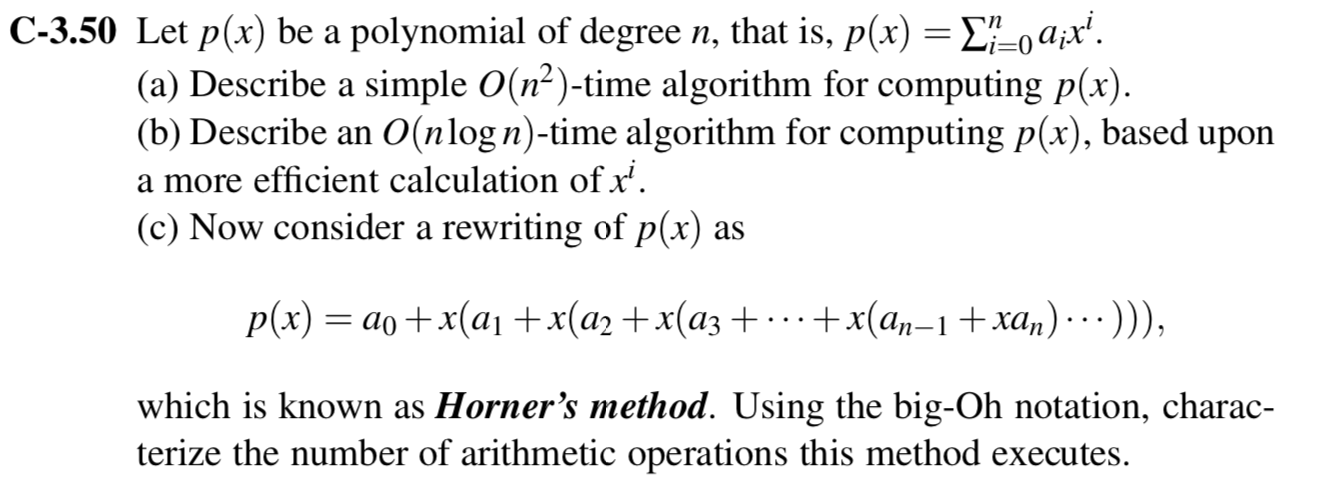 C-3.50 Let p(x) be a polynomial of degree n, that is, p(x) = ∑ⁿᵢ₌₀ aᵢxⁱ.
(a) Describe a simple O(n²)-time algorithm for computing p(x).
(b) Describe an O(n log n)-time algorithm for computing p(x), based upon
a more efficient calculation of xⁱ.
(c) Now consider a rewriting of p(x) as
p(x) = a₀ + x(a₁ + x(a₂ + x(a₃ + ⋯ + x(aₙ₋₁ + xaₙ) ⋯ ))),
which is known as Horner’s method. Using the big-Oh notation, charac-
terize the number of arithmetic operations this method executes.